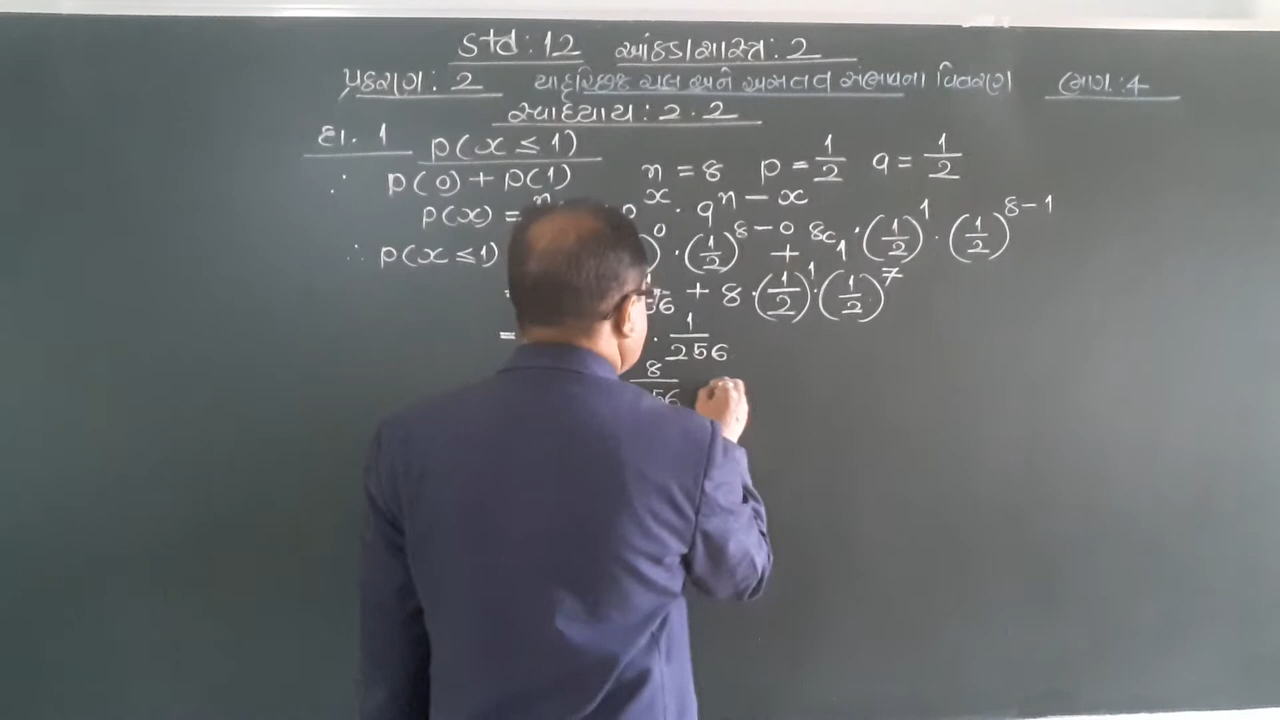 std : 12 આંકડાશાસ્ત્ર : 2
પ્રકરણ : 2 યાદચ્છિક ચલ અને અસતત સંભાવના વિતરણ ભાગ : 4
સ્વાધ્યાય : 2.2
દા. 1 p(x ≤ 1)
∴ p(0) + p(1) n = 8 p = 1/2 q = 1/2
p(x) = n x · q^(n – x)
∴ p(x ≤ 1) )^0 · (1/2)^(8–0) + 8c1 · (1/2)^1 · (1/2)^(8–1)
+ 8 · (1/2)^1 · (1/2)^7
= · 1/256
8